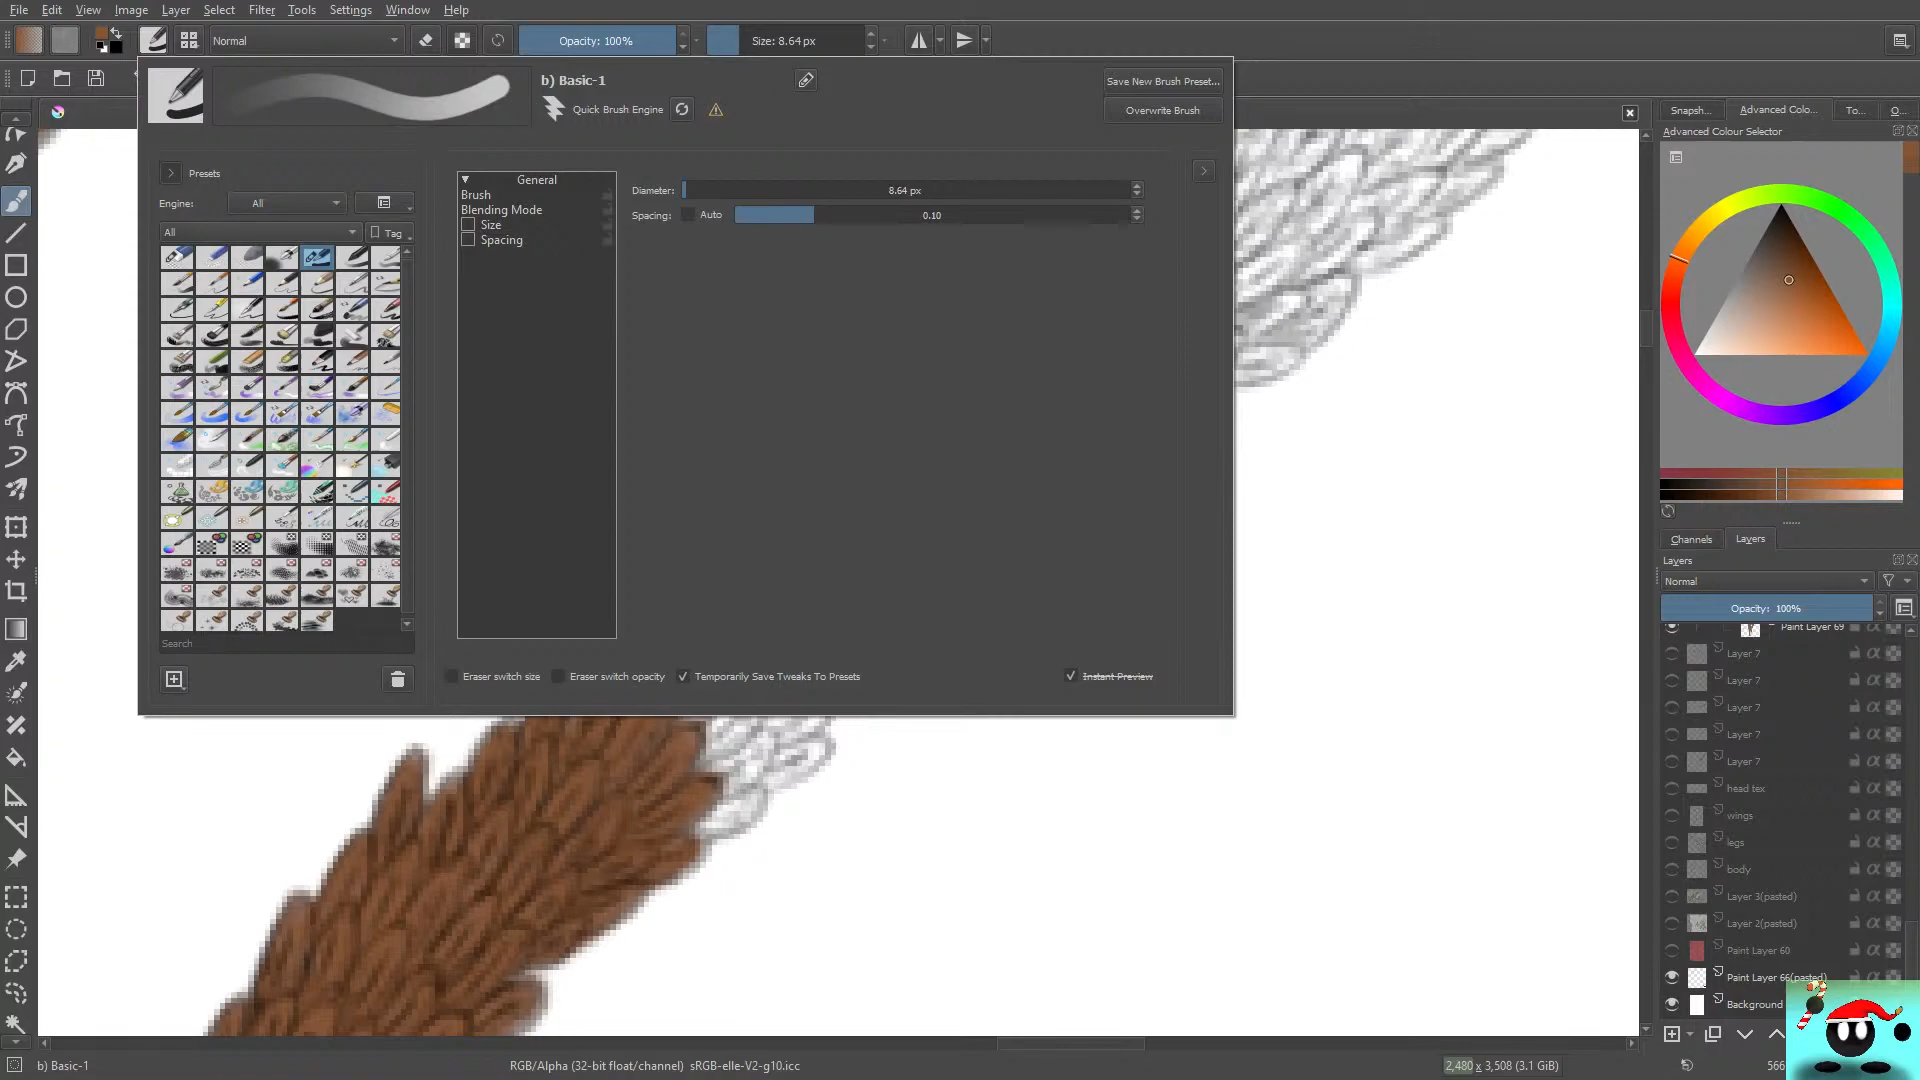 File Edit View Image Layer Select Filter Tools Settings Window Help
Normal
Opacity: 100%
Size: 8.64 px
b) Basic-1
Quick Brush Engine
Save New Brush Preset...
Overwrite Brush
Snapsh... Advanced Colo... To... O...
Advanced Colour Selector
Presets
Engine: All
All
Tag
General
Brush
Blending Mode
Size
Spacing
Diameter: 8.64 px
Spacing: Auto 0.10
Search
Eraser switch size
Eraser switch opacity
Temporarily Save Tweaks To Presets
Instant Preview
Channels Layers
Layers
Normal
Opacity: 100%
Paint Layer 69
Layer 7
Layer 7
Layer 7
Layer 7
Layer 7
head tex
wings
legs
body
Layer 3(pasted)
Layer 2(pasted)
Paint Layer 60
Paint Layer 66(pasted)
Background
b) Basic-1
RGB/Alpha (32-bit float/channel) sRGB-elle-V2-g10.icc
2,480 x 3,508 (3.1 GiB)
566